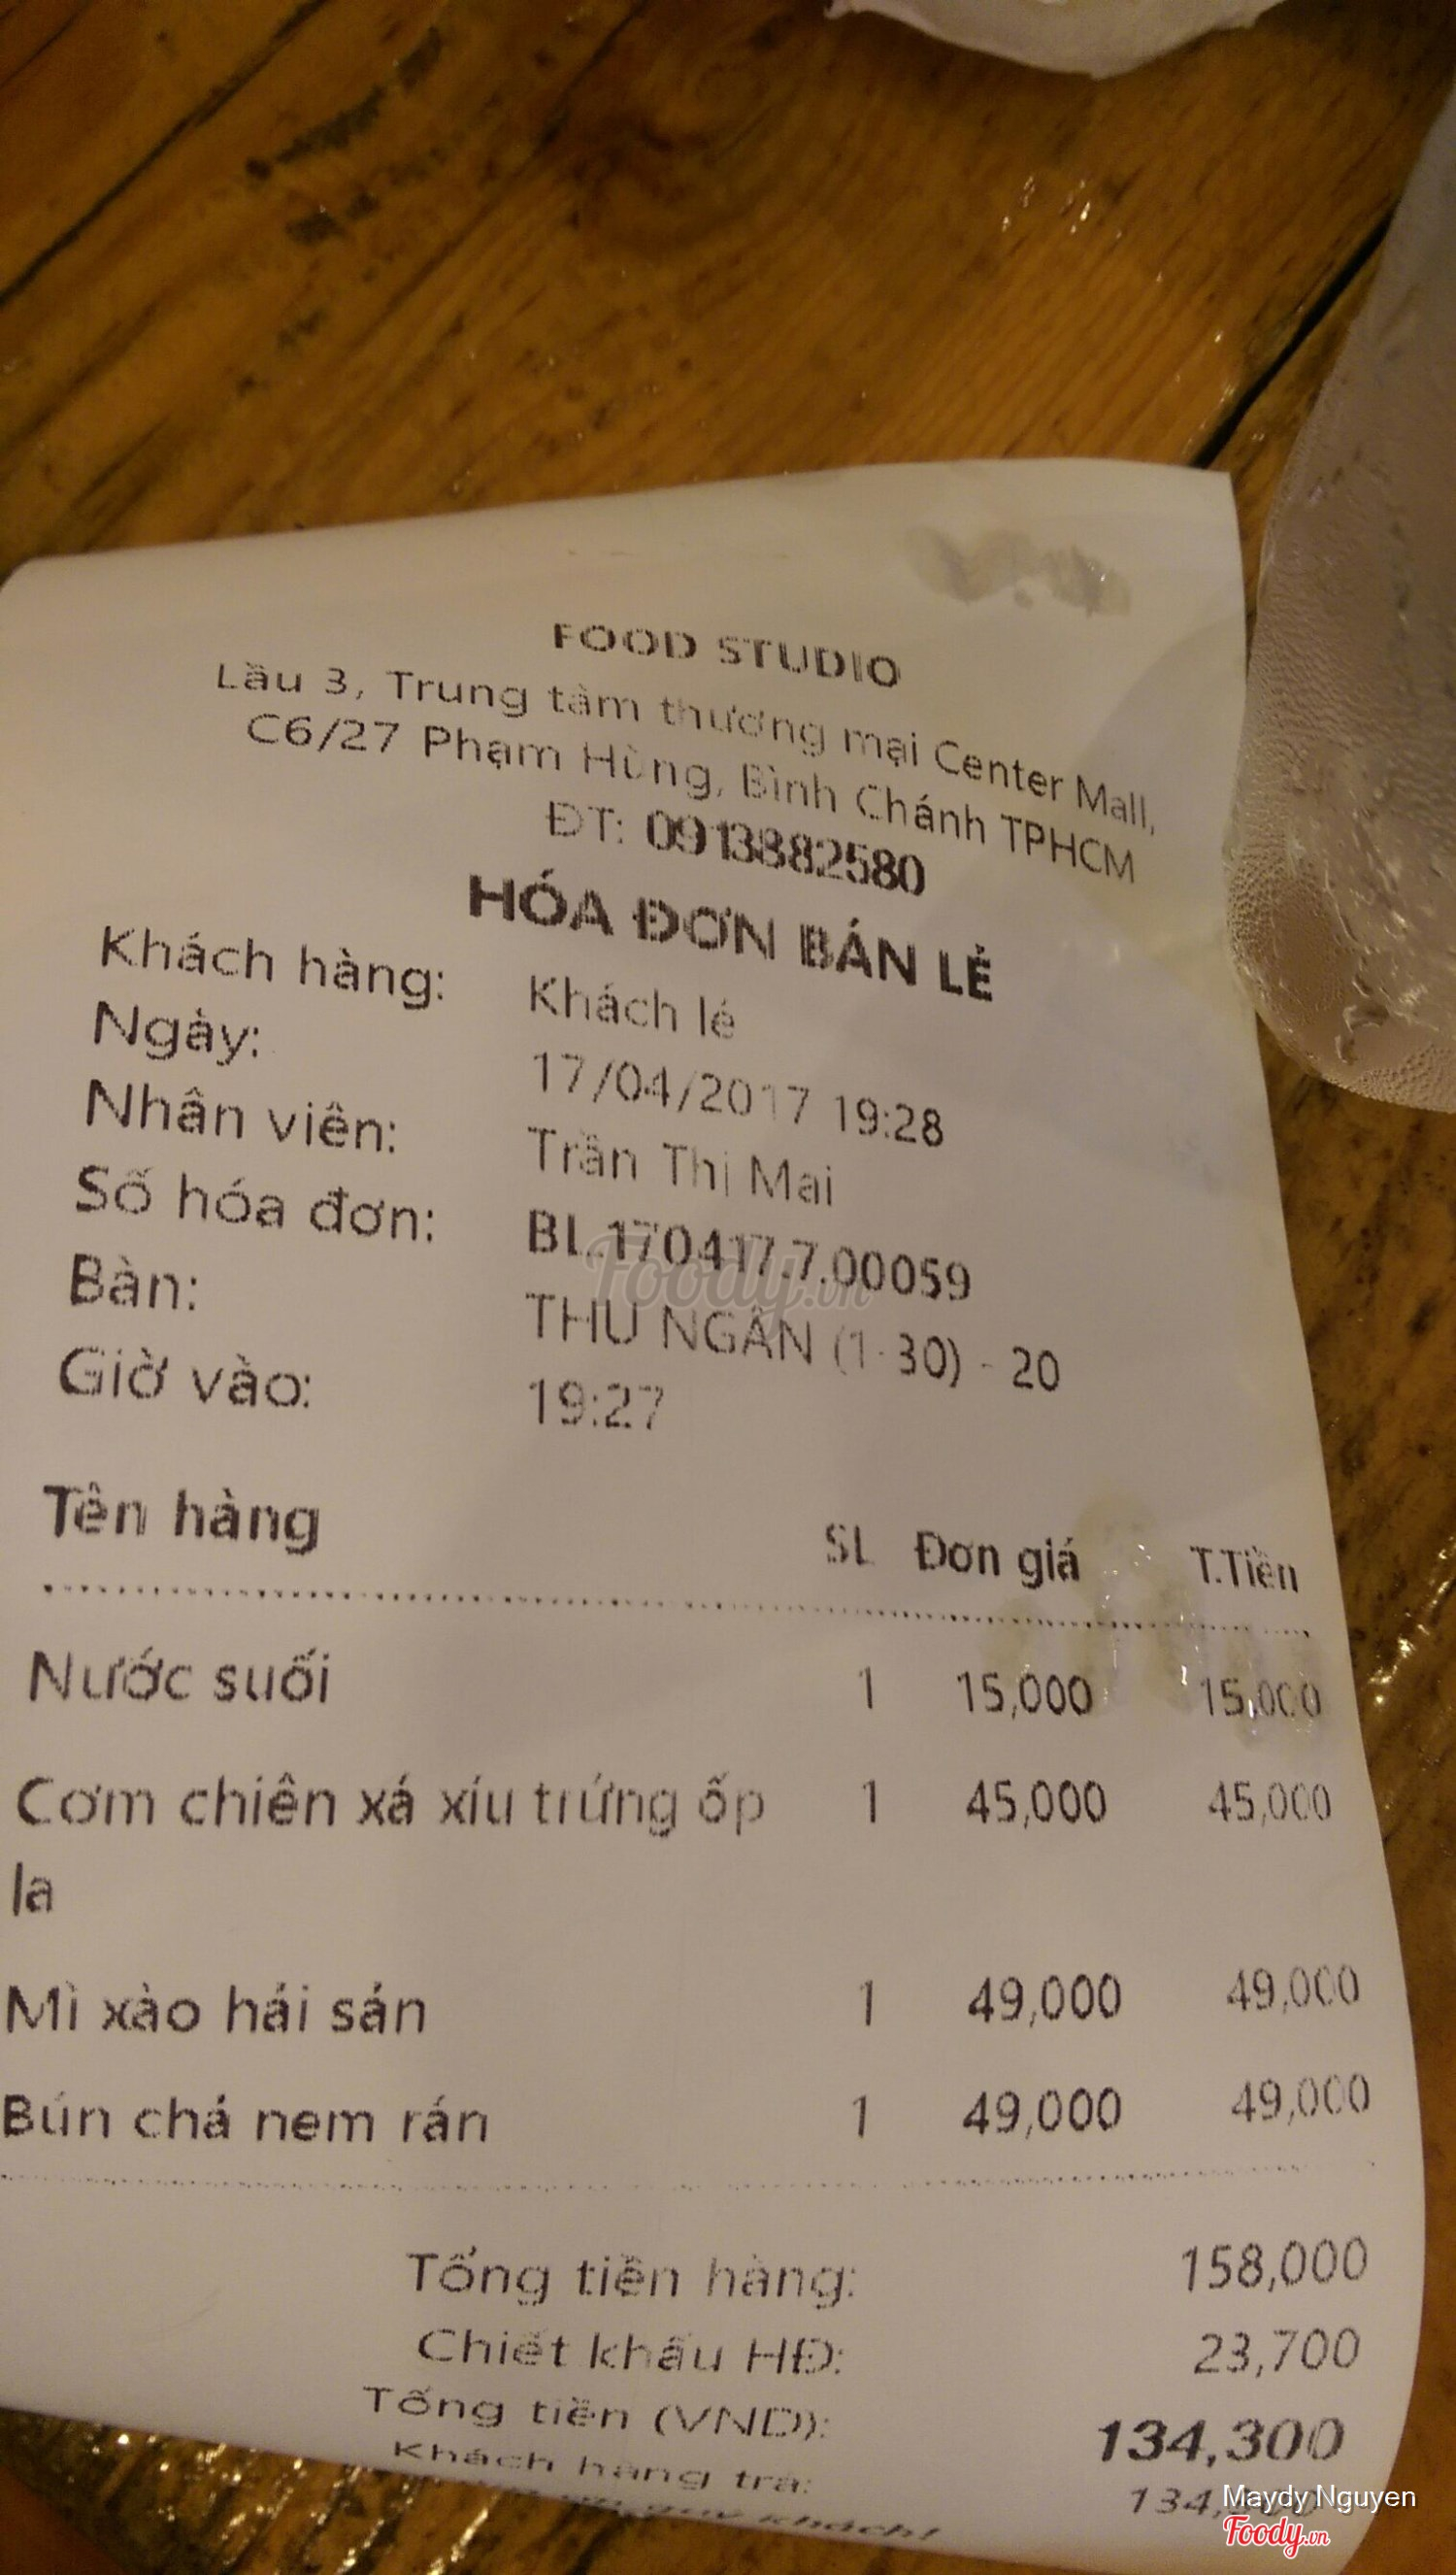 FOOD STUDIO
Lầu 3, Trung tâm thương mại Center Mall,
C6/27 Phạm Hùng, Bình Chánh TPHCM
ĐT: 0913882580
HÓA ĐƠN BÁN LẺ
Khách hàng: Khách lẻ
Ngày: 17/04/2017 19:28
Nhân viên: Trần Thị Mai
Số hóa đơn: BL.170417.7.00059
Bàn: THU NGÂN (1-30) - 20
Giờ vào: 19:27
Tên hàng SL Đơn giá T.Tiền
Nước suối 1 15,000 15,000
Cơm chiên xá xíu trứng ốp 1 45,000 45,000
la
Mì xào hải sản 1 49,000 49,000
Bún chả nem rán 1 49,000 49,000
Tổng tiền hàng: 158,000
Chiết khấu HĐ: 23,700
Tổng tiền (VND): 134,300
Khách hàng trả: 134,300
quý khách!
Foody.vn
Maydy Nguyen
Foody.vn